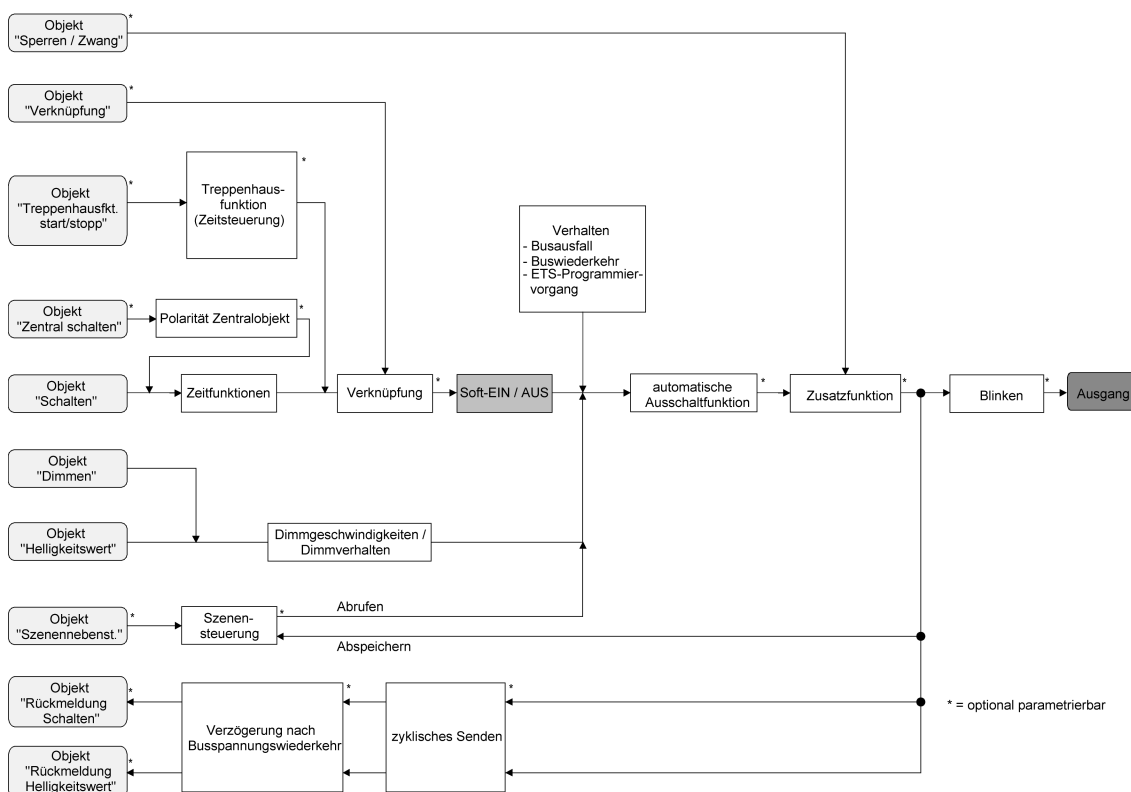 Objekt
"Sperren / Zwang"
*
Objekt
"Verknüpfung"
*
Objekt
"Treppenhausfkt.
start/stopp"
*
Treppenhaus-
funktion
(Zeitsteuerung)
*
Verhalten
- Busausfall
- Buswiederkehr
- ETS-Programmier-
vorgang
Objekt
"Zentral schalten"
*
Polarität Zentralobjekt
*
Objekt
"Schalten"
Zeitfunktionen
Verknüpfung
*
Soft-EIN / AUS
automatische
Ausschaltfunktion
*
Zusatzfunktion
*
Blinken
*
Ausgang
Objekt
"Dimmen"
Objekt
"Helligkeitswert"
Dimmgeschwindigkeiten /
Dimmverhalten
Objekt
"Szenennebenst."
*
Szenen-
steuerung
*
Abrufen
Abspeichern
Objekt
"Rückmeldung
Schalten"
*
Verzögerung nach
Busspannungswiederkehr
*
zyklisches Senden
*
* = optional parametrierbar
Objekt
"Rückmeldung
Helligkeitswert"
*